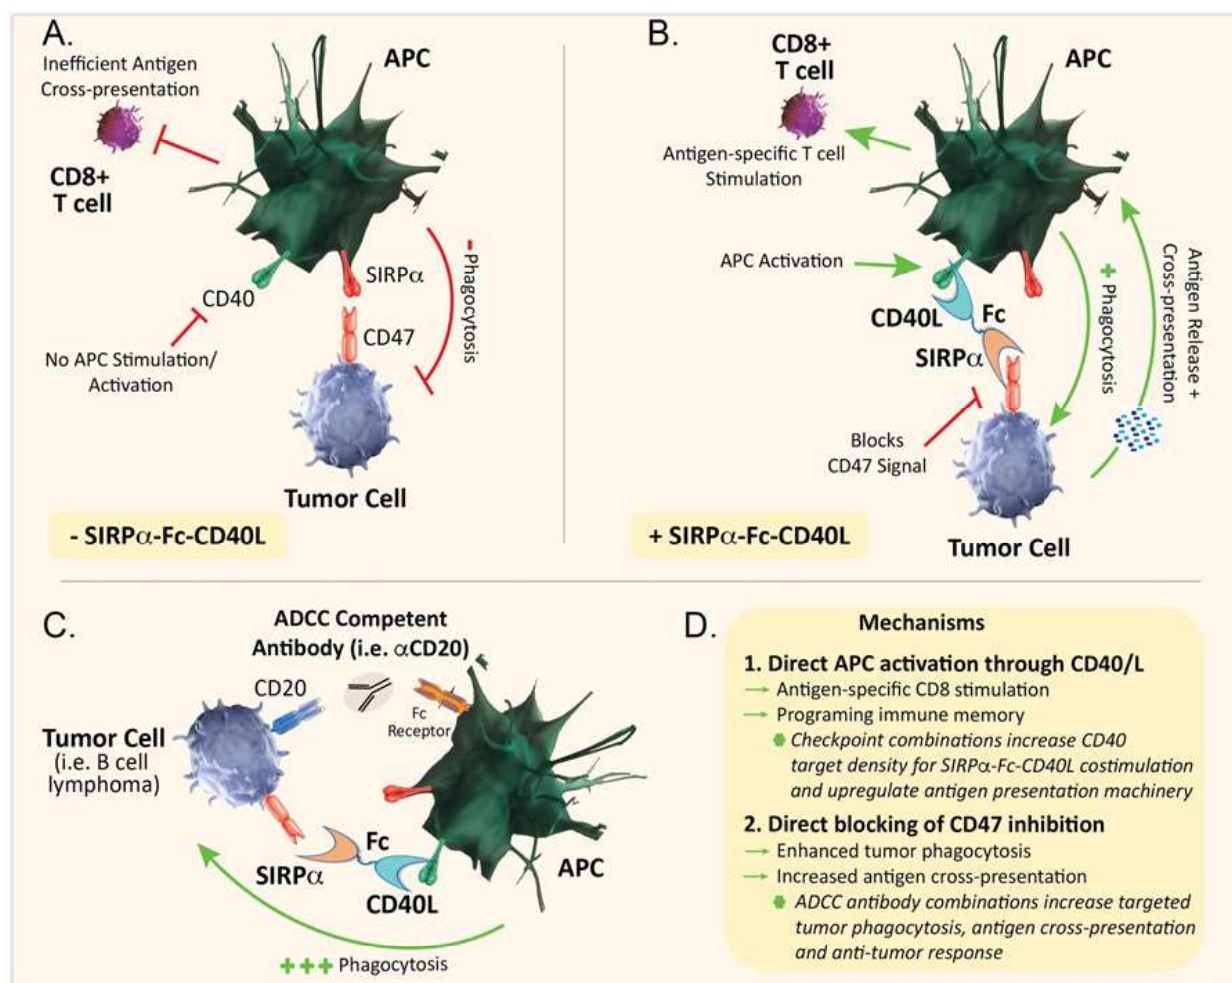 A.
Inefficient Antigen
Cross-presentation
APC
CD8+
T cell
SIRPα
CD40
CD47
- Phagocytosis
No APC Stimulation/
Activation
Tumor Cell
- SIRPα-Fc-CD40L
B.
CD8+
T cell
APC
Antigen-specific T cell
Stimulation
APC Activation
CD40L
Fc
SIRPα
+ Phagocytosis
Antigen Release +
Cross-presentation
Blocks
CD47 Signal
+ SIRPα-Fc-CD40L
Tumor Cell
C.
ADCC Competent
Antibody (i.e. αCD20)
CD20
Fc
Receptor
Tumor Cell
(i.e. B cell
lymphoma)
Fc
SIRPα
CD40L
APC
+++ Phagocytosis
D.
Mechanisms
1. Direct APC activation through CD40/L
→ Antigen-specific CD8 stimulation
→ Programing immune memory
Checkpoint combinations increase CD40
target density for SIRPα-Fc-CD40L costimulation
and upregulate antigen presentation machinery
2. Direct blocking of CD47 inhibition
→ Enhanced tumor phagocytosis
→ Increased antigen cross-presentation
ADCC antibody combinations increase targeted
tumor phagocytosis, antigen cross-presentation
and anti-tumor response